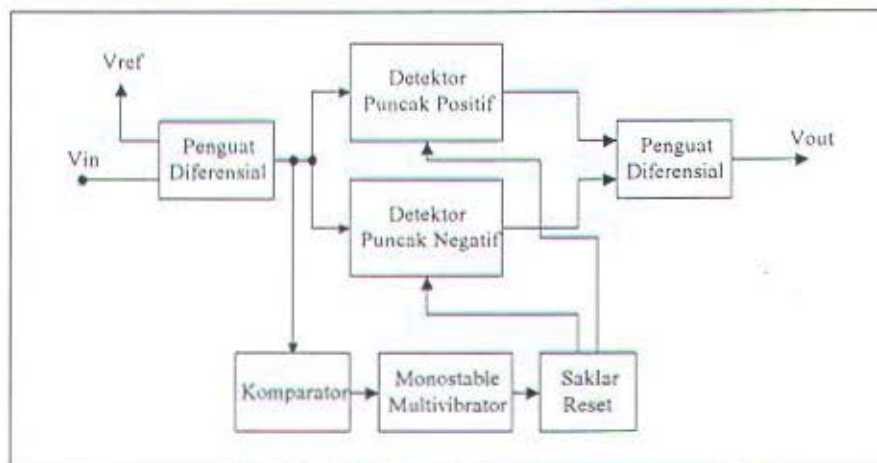 Vref
Vin
Penguat
Diferensial
Detektor
Puncak Positif
Detektor
Puncak Negatif
Penguat
Diferensial
Vout
Komparator
Monostable
Multivibrator
Saklar
Reset